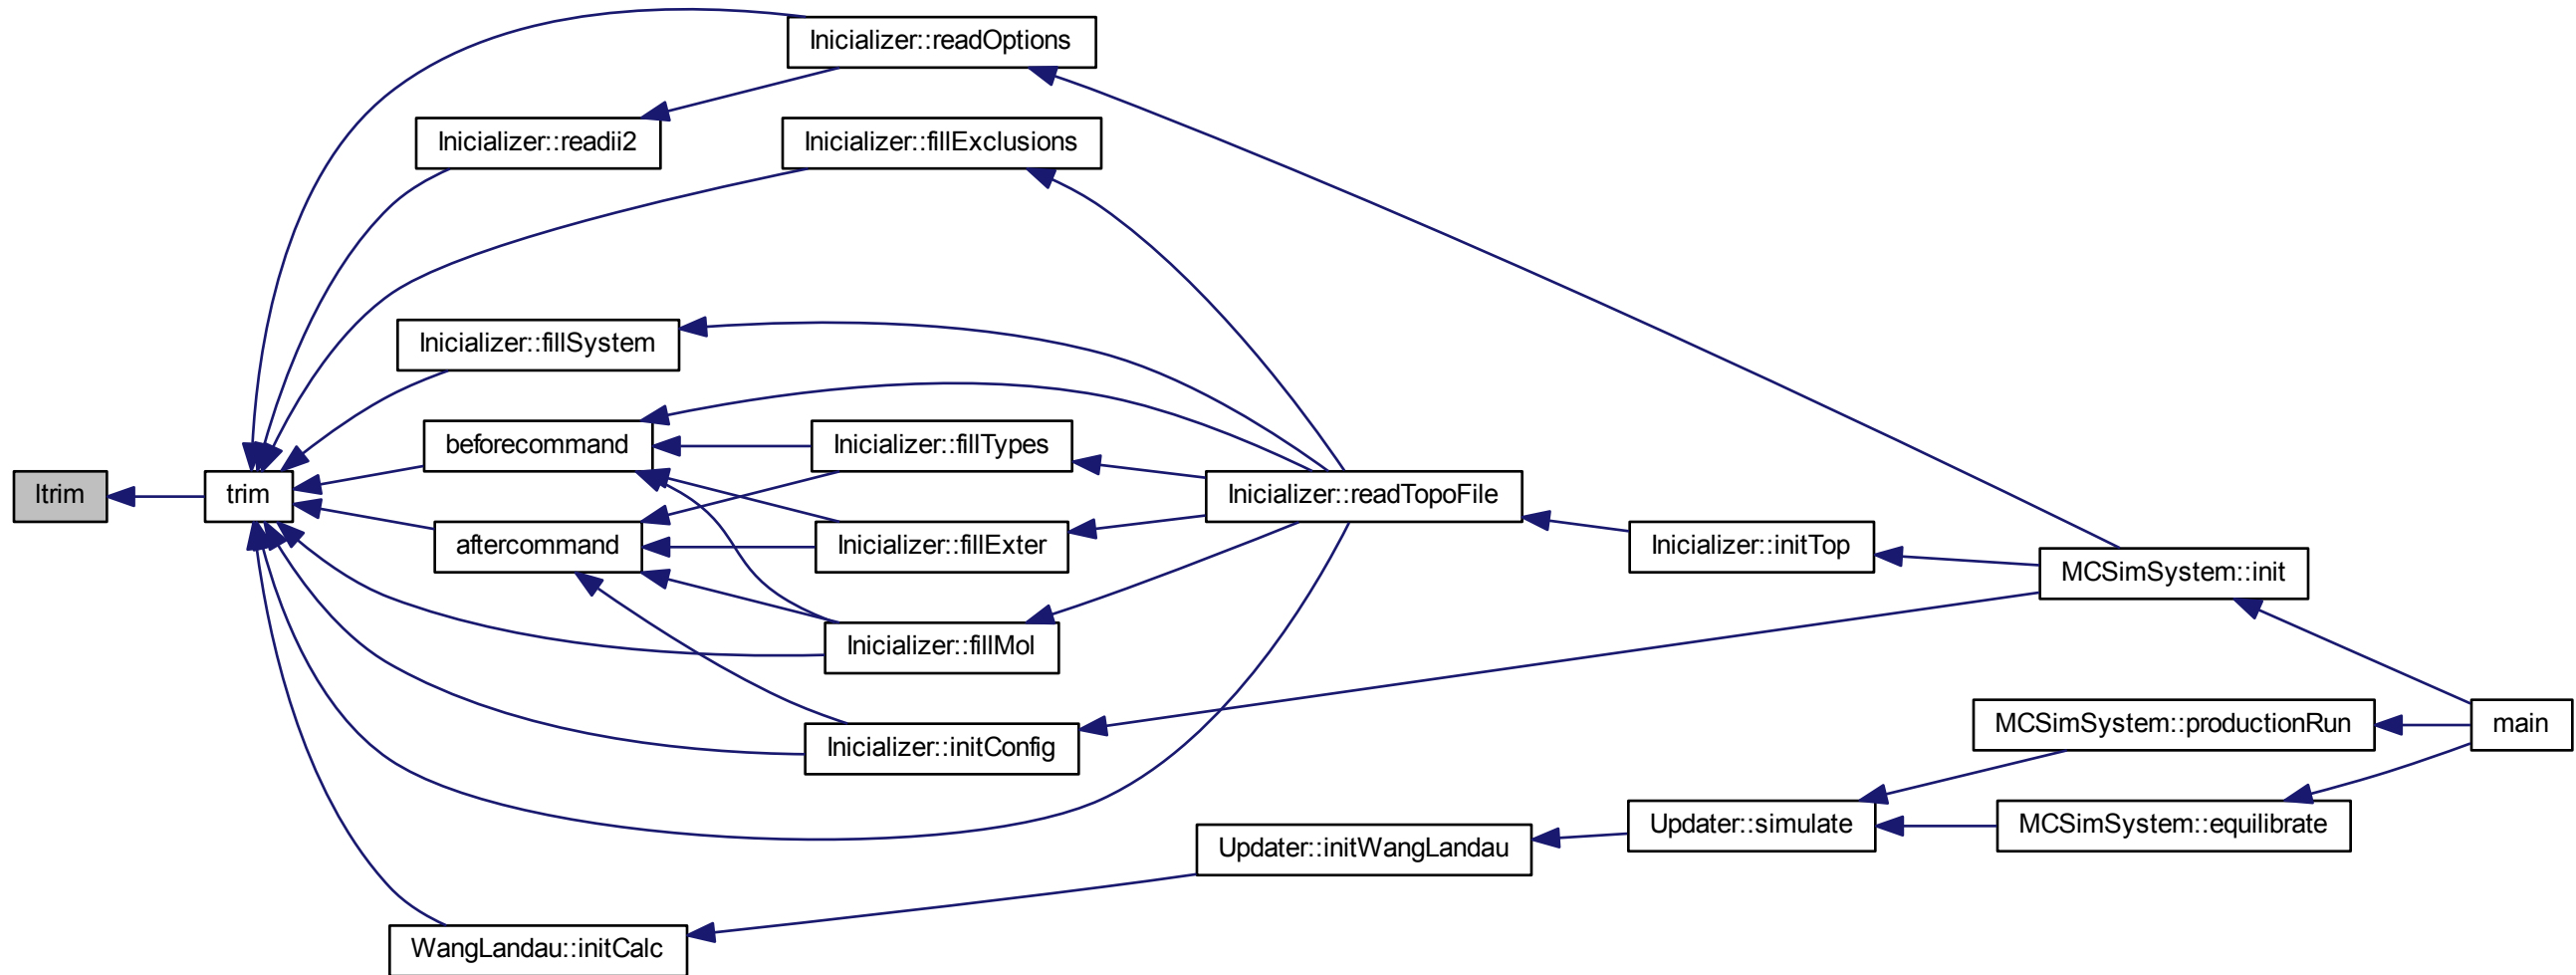 Inicializer::readOptions
Inicializer::readii2
Inicializer::fillExclusions
Inicializer::fillSystem
beforecommand
Inicializer::fillTypes
ltrim
trim
Inicializer::readTopoFile
aftercommand
Inicializer::fillExter
Inicializer::initTop
MCSimSystem::init
Inicializer::fillMol
MCSimSystem::productionRun
main
Inicializer::initConfig
Updater::simulate
MCSimSystem::equilibrate
Updater::initWangLandau
WangLandau::initCalc